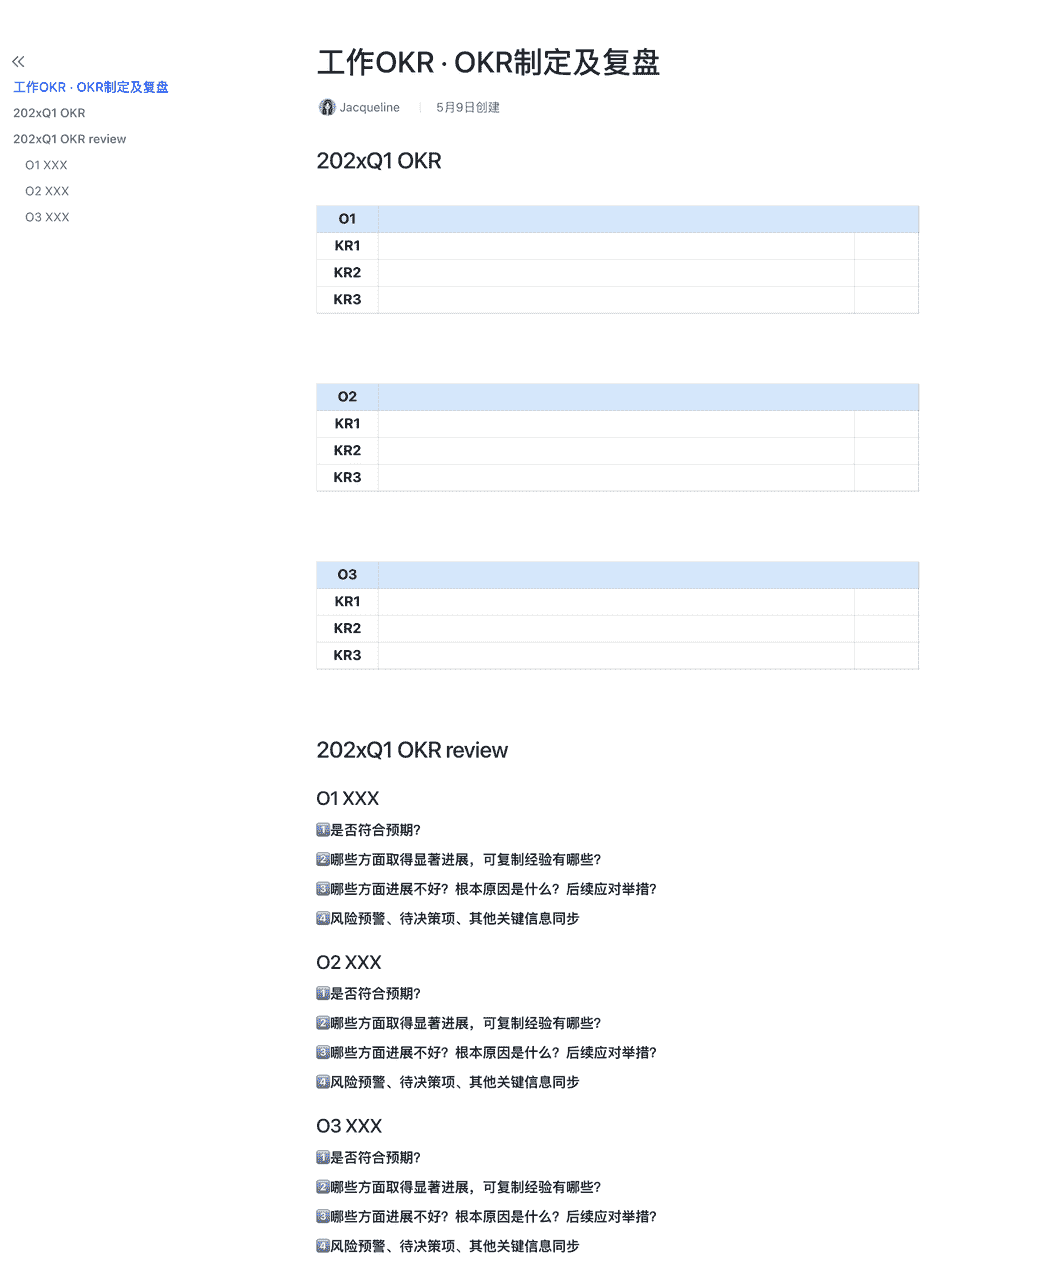 工作OKR · OKR制定及复盘
202xQ1 OKR
202xQ1 OKR review
O1 XXX
O2 XXX
O3 XXX
工作OKR · OKR制定及复盘
Jacqueline 5月9日创建
202xQ1 OKR
O1
KR1
KR2
KR3
O2
KR1
KR2
KR3
O3
KR1
KR2
KR3
202xQ1 OKR review
O1 XXX
1️⃣是否符合预期?
2️⃣哪些方面取得显著进展，可复制经验有哪些?
3️⃣哪些方面进展不好? 根本原因是什么? 后续应对举措?
4️⃣风险预警、待决策项、其他关键信息同步
O2 XXX
1️⃣是否符合预期?
2️⃣哪些方面取得显著进展，可复制经验有哪些?
3️⃣哪些方面进展不好? 根本原因是什么? 后续应对举措?
4️⃣风险预警、待决策项、其他关键信息同步
O3 XXX
1️⃣是否符合预期?
2️⃣哪些方面取得显著进展，可复制经验有哪些?
3️⃣哪些方面进展不好? 根本原因是什么? 后续应对举措?
4️⃣风险预警、待决策项、其他关键信息同步